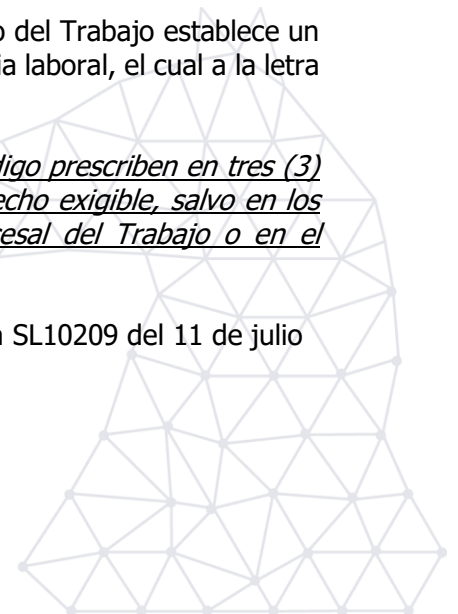 o del Trabajo establece un
ia laboral, el cual a la letra
digo prescriben en tres (3)
echo exigible, salvo en los
resal del Trabajo o en el
a SL10209 del 11 de julio